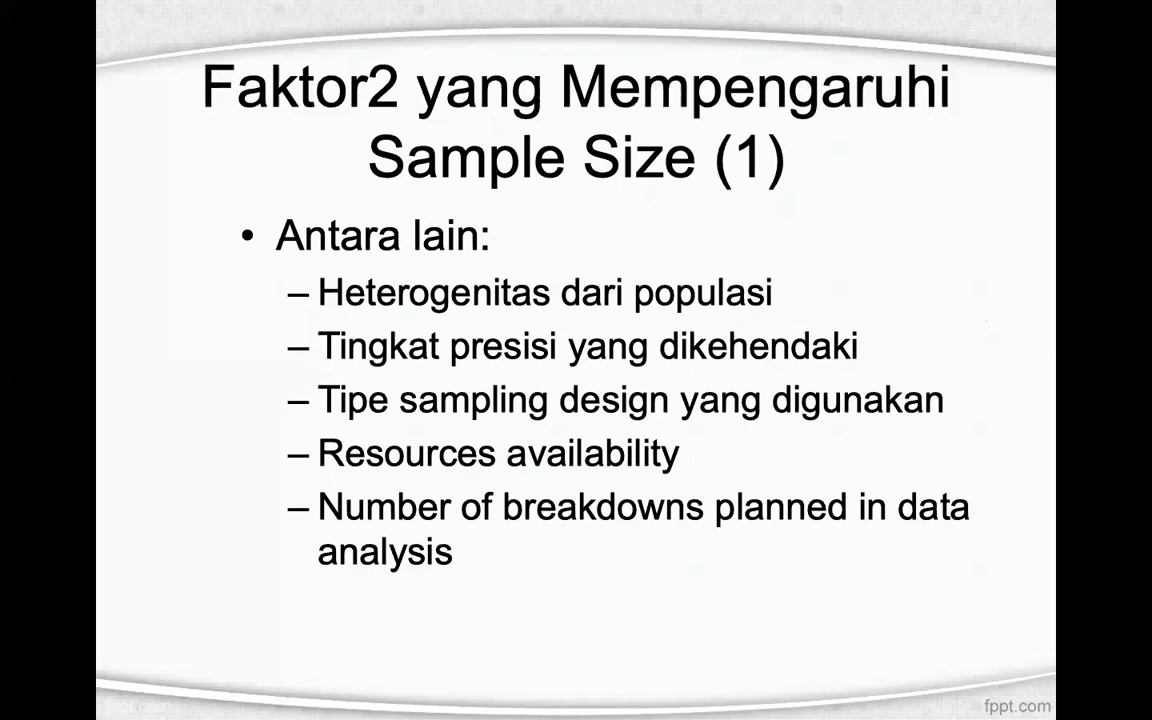 Faktor2 yang Mempengaruhi
Sample Size (1)
• Antara lain:
– Heterogenitas dari populasi
– Tingkat presisi yang dikehendaki
– Tipe sampling design yang digunakan
– Resources availability
– Number of breakdowns planned in data
analysis
fppt.com